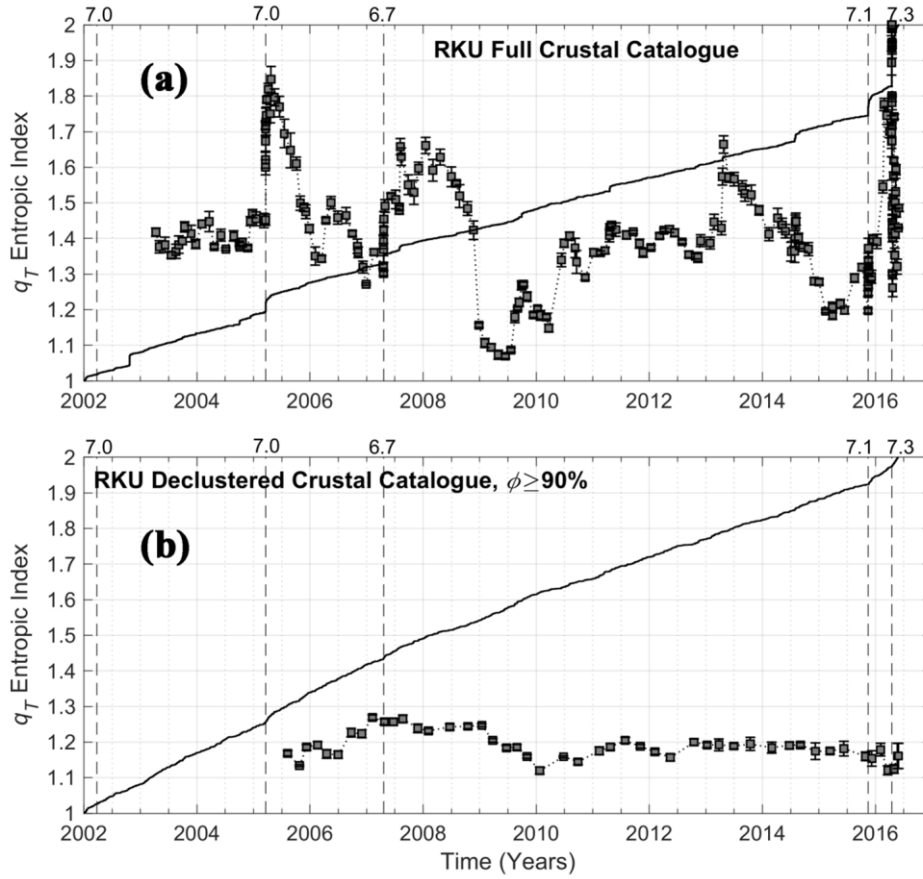 7.0 7.0 6.7 7.1 7.3
RKU Full Crustal Catalogue
(a)
2
1.9
1.8
1.7
1.6
1.5
1.4
1.3
1.2
1.1
1
q_T Entropic Index
2002 2004 2006 2008 2010 2012 2014 2016
7.0 7.0 6.7 7.1 7.3
RKU Declustered Crustal Catalogue, ϕ≥90%
(b)
2
1.9
1.8
1.7
1.6
1.5
1.4
1.3
1.2
1.1
1
q_T Entropic Index
2002 2004 2006 2008 2010 2012 2014 2016
Time (Years)